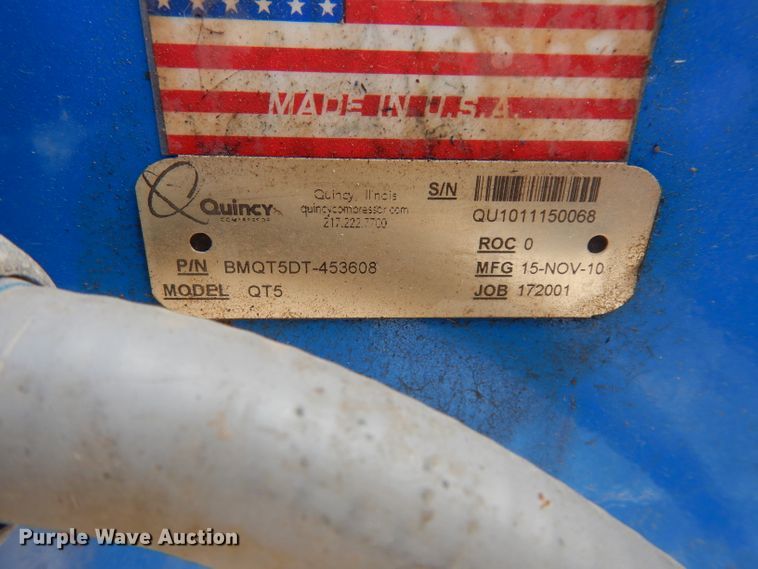 MADE IN U.S.A.
Quincy
COMPRESSOR
Quincy, Illinois
quincycompressor.com
217.222.7700
S/N QU1011150068
ROC 0
P/N BMQT5DT-453608
MFG 15-NOV-10
MODEL QT5
JOB 172001
Purple Wave Auction